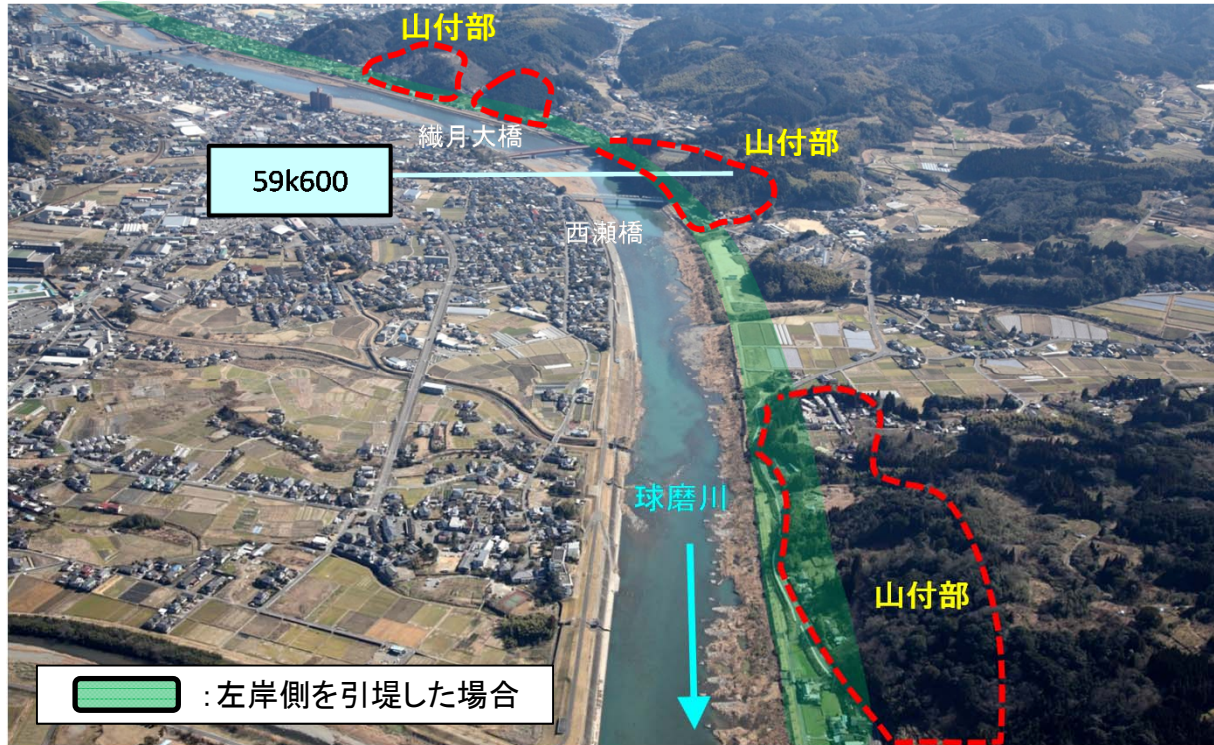 山付部
繊月大橋
山付部
59k600
西瀬橋
球磨川
山付部
：左岸側を引堤した場合